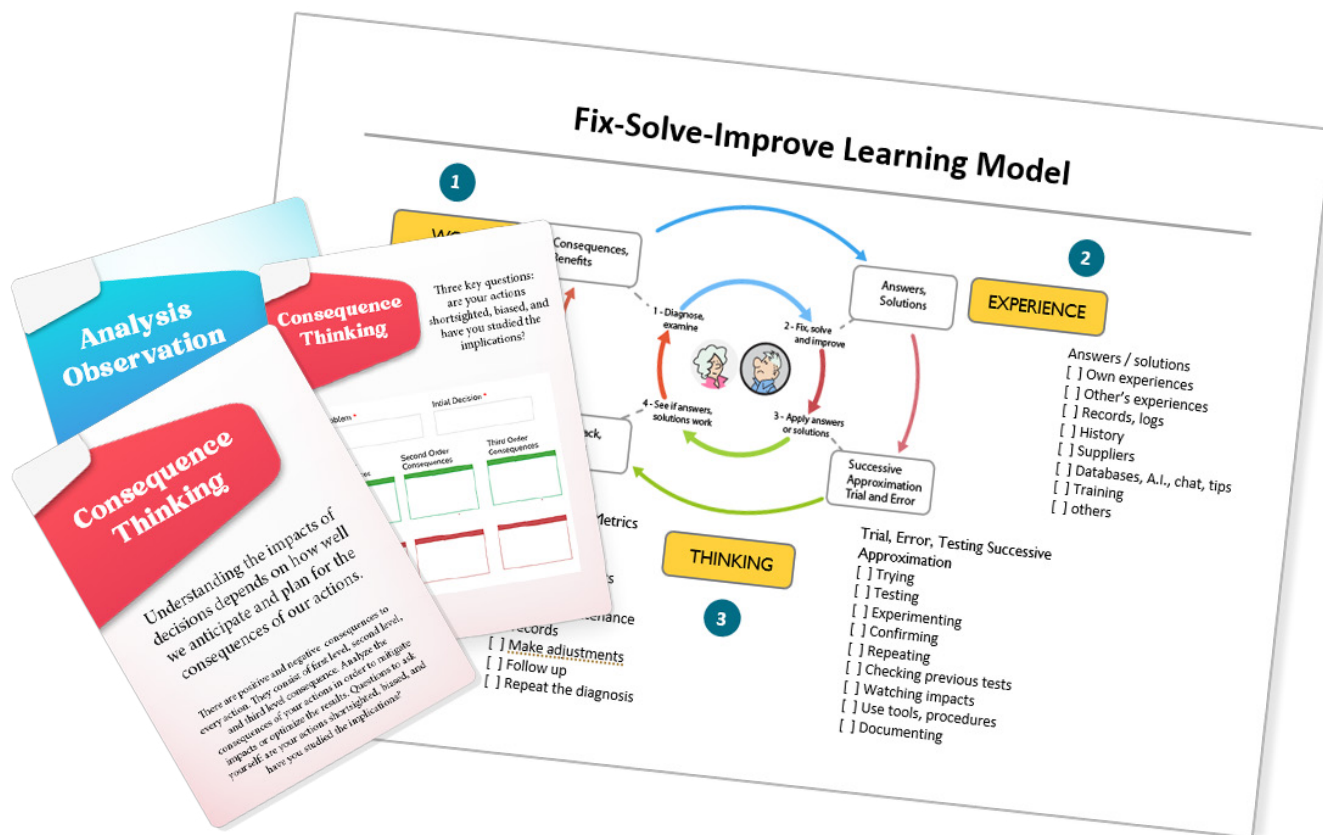 Fix-Solve-Improve Learning Model
1
Consequences,
Benefits
Answers,
Solutions
2
EXPERIENCE
1 - Diagnose,
examine
2 - Fix, solve
and improve
4 - See if answers,
solutions work
3 - Apply answers
or solutions
Successive
Approximation
Trial and Error
Answers / solutions
[ ] Own experiences
[ ] Other's experiences
[ ] Records, logs
[ ] History
[ ] Suppliers
[ ] Databases, A.I., chat, tips
[ ] Training
[ ] others
THINKING
3
Metrics
records
[ ] Make adjustments
[ ] Follow up
[ ] Repeat the diagnosis
Trial, Error, Testing Successive
Approximation
[ ] Trying
[ ] Testing
[ ] Experimenting
[ ] Confirming
[ ] Repeating
[ ] Checking previous tests
[ ] Watching impacts
[ ] Use tools, procedures
[ ] Documenting
Analysis
Observation
Consequence
Thinking
Three key questions:
are your actions
shortsighted, biased, and
have you studied the
implications?
Intial Decision *
Second Order
Consequences
Third Order
Consequences
Consequence
Thinking
Understanding the impacts of
decisions depends on how well
we anticipate and plan for the
consequences of our actions.
There are positive and negative consequences to
every action. They consist of first level, second level,
and third level consequence. Analyze the
consequences of your actions in order to mitigate
impacts or optimize the results. Questions to ask
yourself: are your actions shortsighted, biased, and
have you studied the implications?